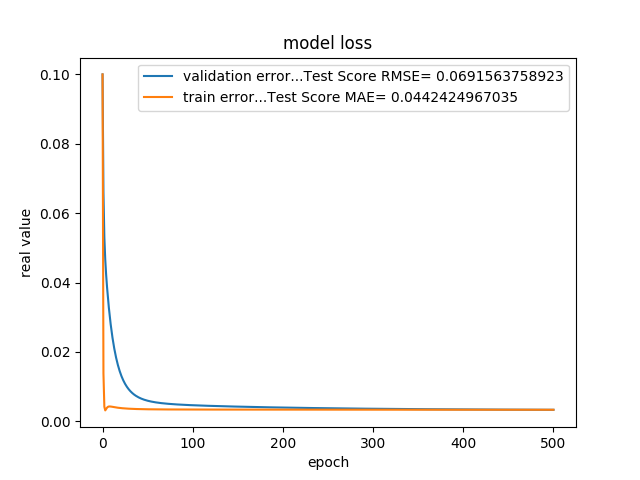 model loss
validation error...Test Score RMSE= 0.0691563758923
train error...Test Score MAE= 0.0442424967035
real value
0.10
0.08
0.06
0.04
0.02
0.00
0 100 200 300 400 500
epoch